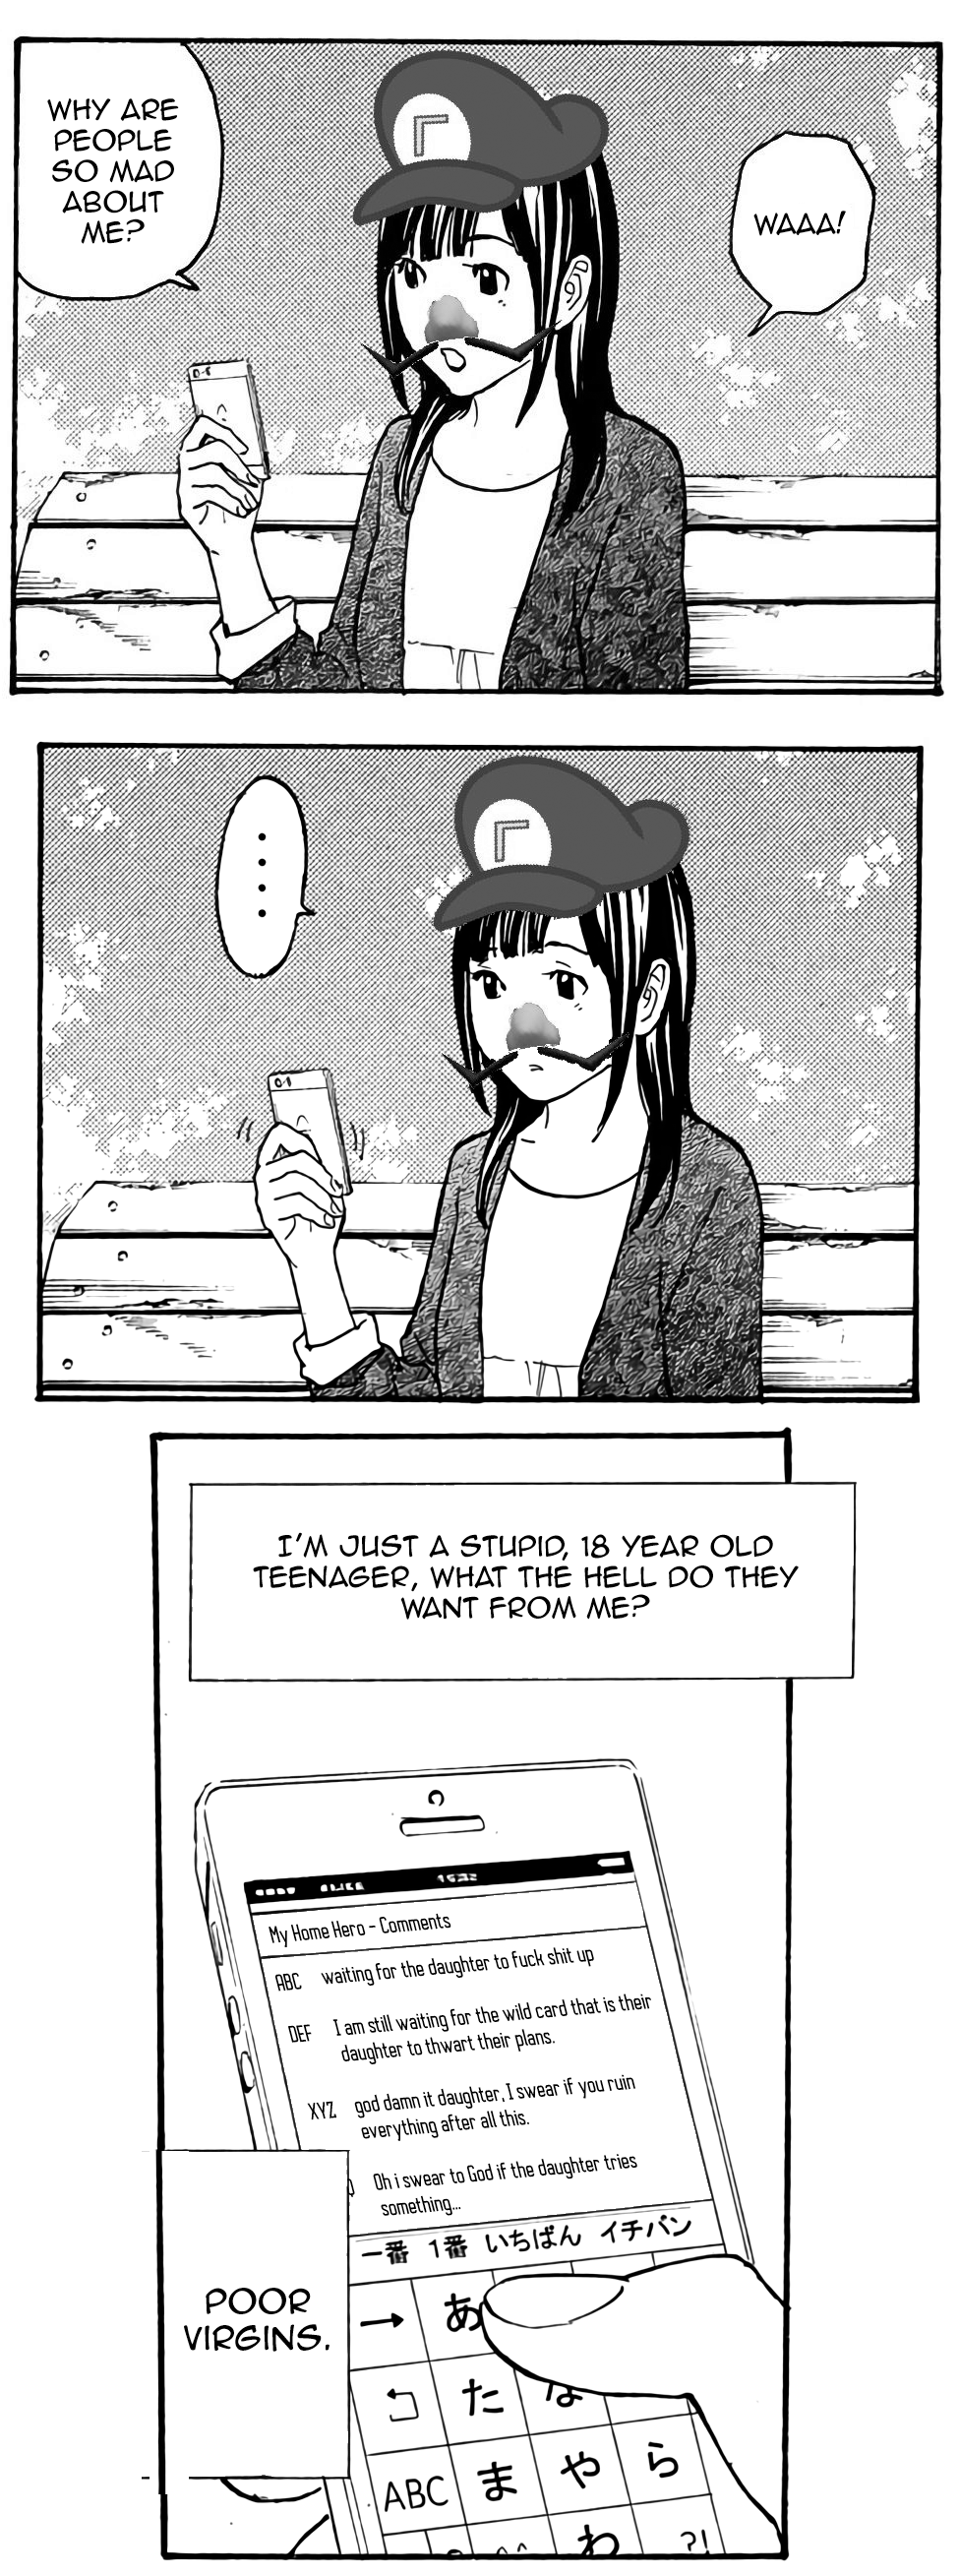 WHY ARE
PEOPLE
SO MAD
ABOUT
ME?
WAAA!
Γ
....
Γ
I'M JUST A STUPID, 18 YEAR OLD
TEENAGER, WHAT THE HELL DO THEY
WANT FROM ME?
My Home Hero - Comments
ABC waiting for the daughter to fuck shit up
DEF I am still waiting for the wild card that is their
daughter to thwart their plans.
XYZ god damn it daughter, I swear if you ruin
everything after all this.
Oh i swear to God if the daughter tries
something...
一番 1番 いちばん イチバン
POOR
VIRGINS.
→ あ
た な
ABC ま や ら
わ ?!